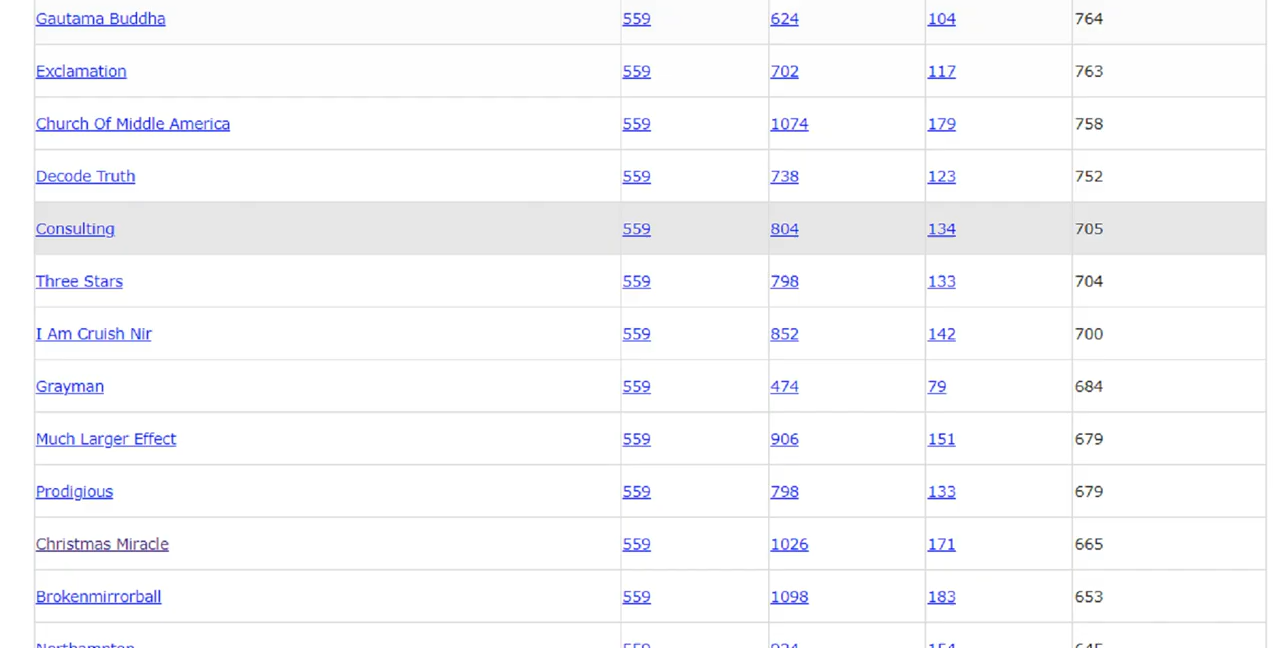 Gautama Buddha 559 624 104 764
Exclamation 559 702 117 763
Church Of Middle America 559 1074 179 758
Decode Truth 559 738 123 752
Consulting 559 804 134 705
Three Stars 559 798 133 704
I Am Cruish Nir 559 852 142 700
Grayman 559 474 79 684
Much Larger Effect 559 906 151 679
Prodigious 559 798 133 679
Christmas Miracle 559 1026 171 665
Brokenmirrorball 559 1098 183 653
Northampton 559 924 154 645